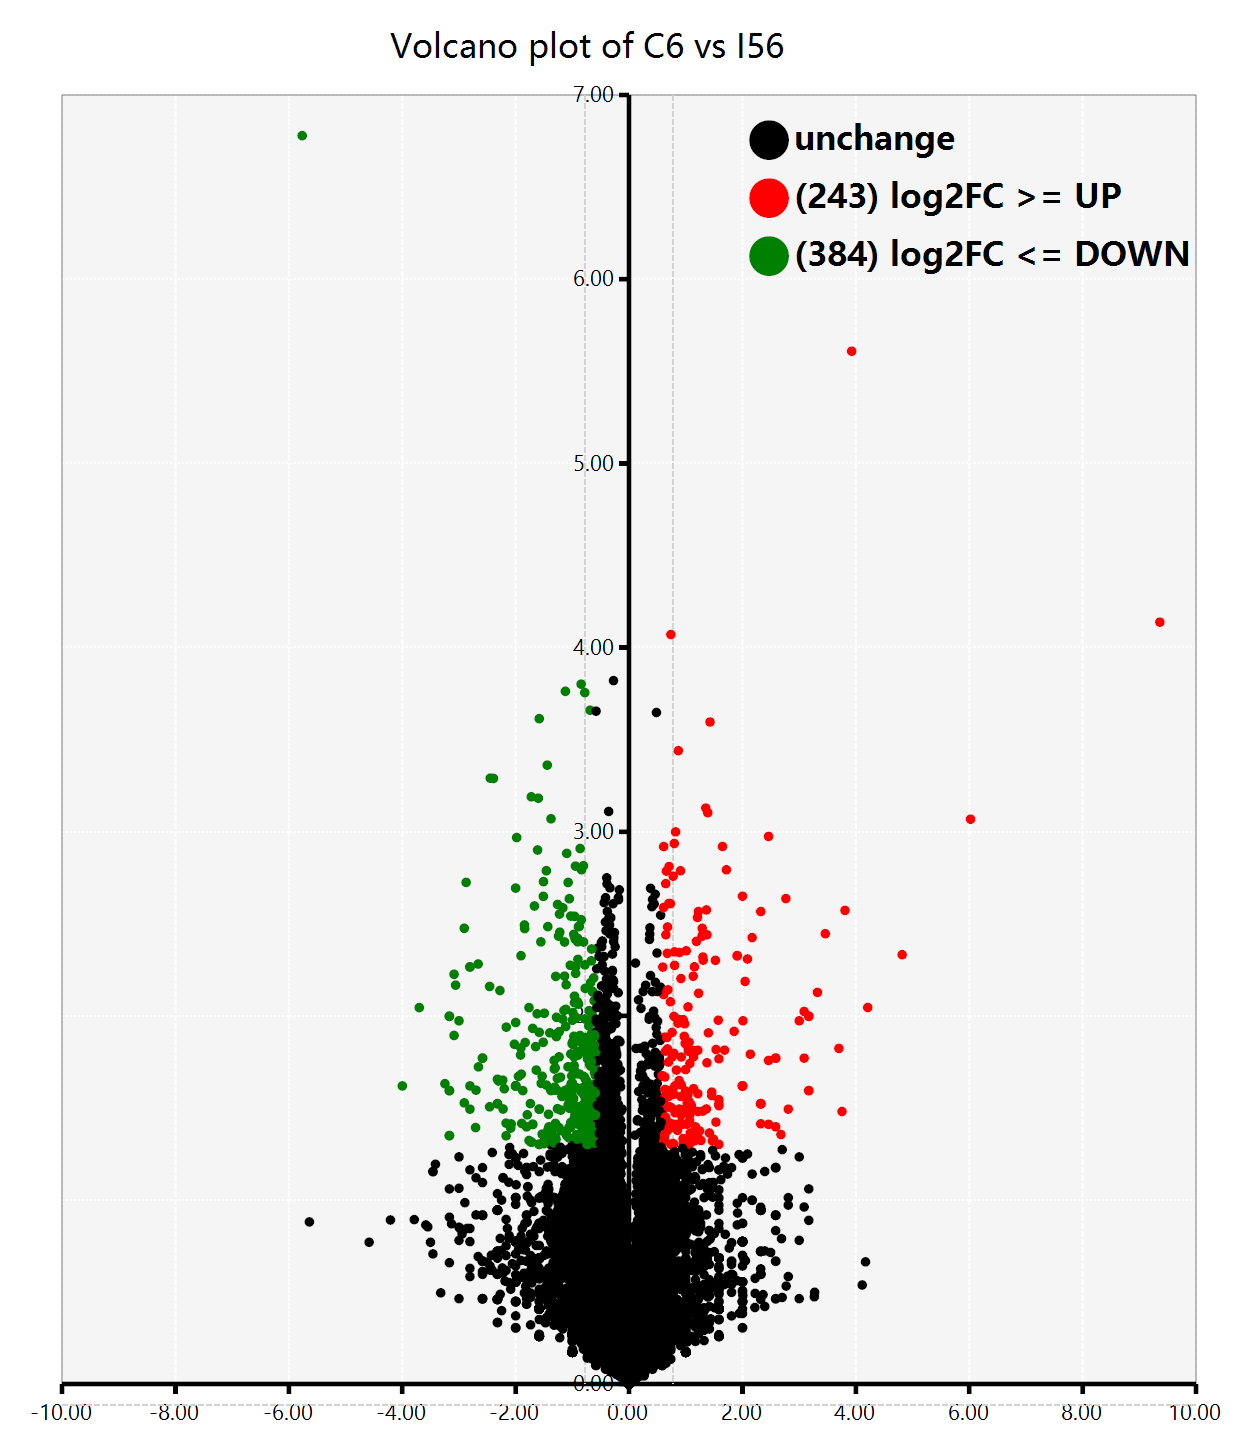 Volcano plot of C6 vs I56
7.00
unchange
(243) log2FC >= UP
(384) log2FC <= DOWN
6.00
5.00
4.00
3.00
0.00
-10.00 -8.00 -6.00 -4.00 -2.00 0.00 2.00 4.00 6.00 8.00 10.00